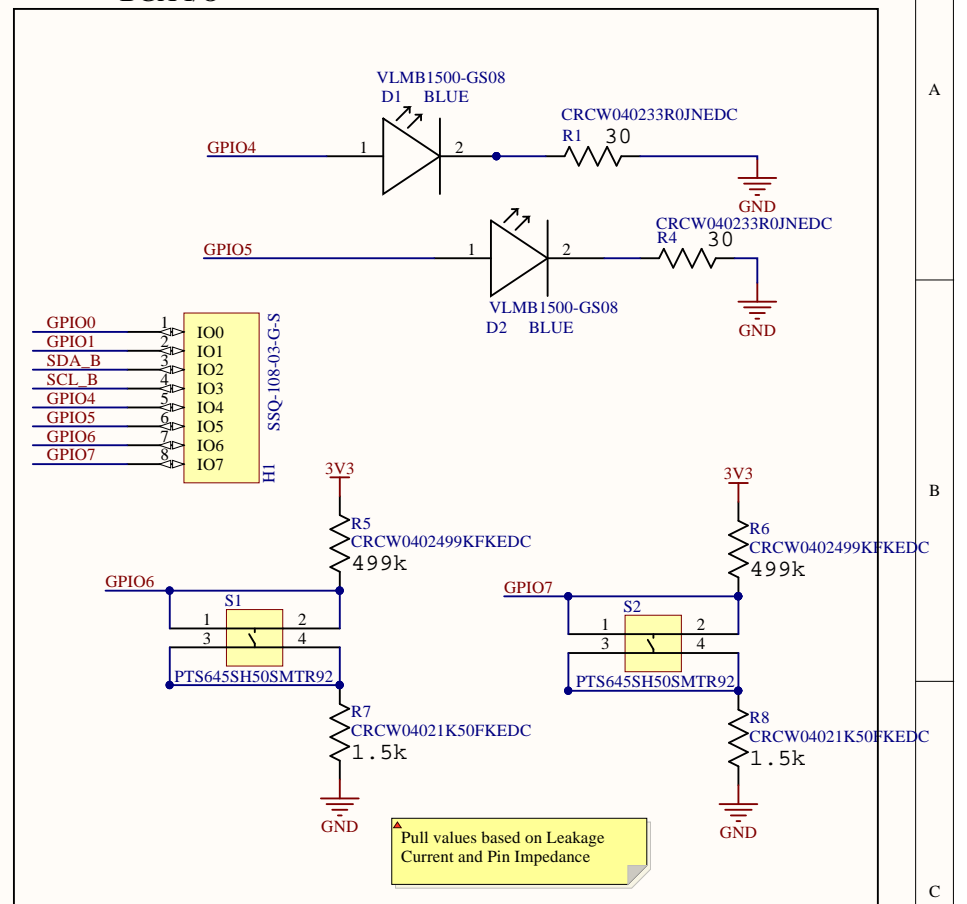 VLMB1500-GS08
D1 BLUE
CRCW040233R0JNEDC
R1 30
GPIO4
1
2
GND
A
CRCW040233R0JNEDC
R4 30
GPIO5
1
2
VLMB1500-GS08
D2 BLUE
GND
GPIO0 1 IO0
GPIO1 2 IO1
SDA_B 3 IO2
SCL_B 4 IO3
GPIO4 5 IO4
GPIO5 6 IO5
GPIO6 7 IO6
GPIO7 8 IO7
SSQ-108-03-G-S
H1
B
3V3
R5
CRCW0402499KFKEDC
499k
GPIO6
S1
1 2
3 4
PTS645SH50SMTR92
R7
CRCW04021K50FKEDC
1.5k
GND
3V3
R6
CRCW0402499KFKEDC
499k
GPIO7
S2
1 2
3 4
PTS645SH50SMTR92
R8
CRCW04021K50FKEDC
1.5k
GND
Pull values based on Leakage
Current and Pin Impedance
C